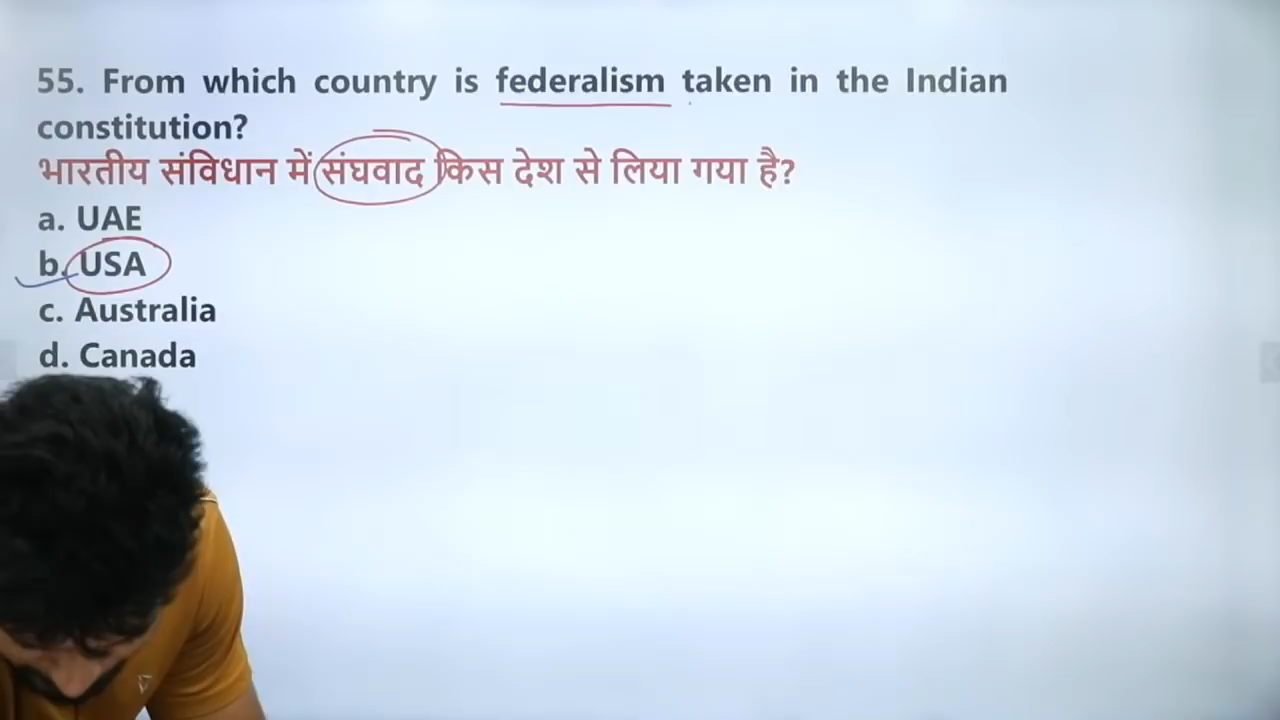 55. From which country is federalism taken in the Indian
constitution?
भारतीय संविधान में संघवाद किस देश से लिया गया है?
a. UAE
b. USA
c. Australia
d. Canada